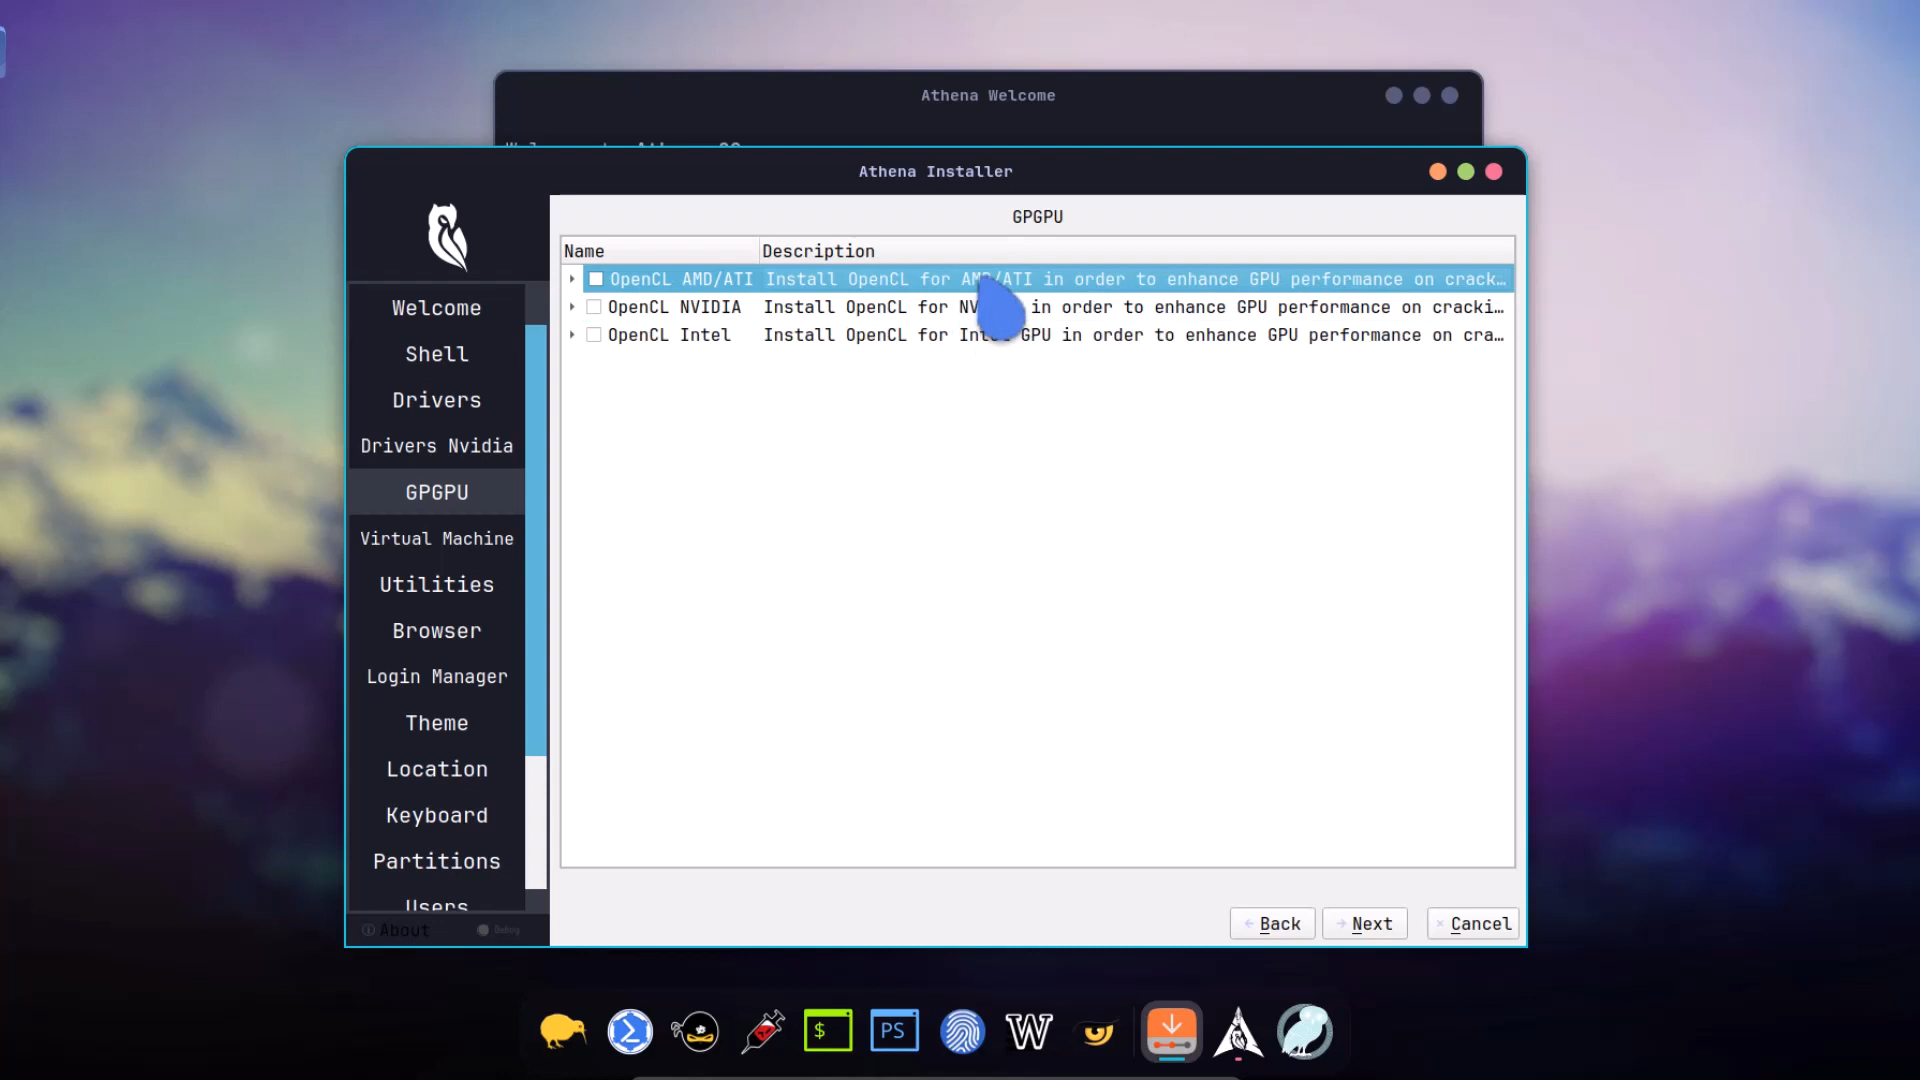 Athena Welcome
Athena Installer
GPGPU
Name
Description
OpenCL AMD/ATI
Install OpenCL for AMD/ATI in order to enhance GPU performance on crack…
OpenCL NVIDIA
Install OpenCL for NV in order to enhance GPU performance on cracki…
OpenCL Intel
Install OpenCL for Intel GPU in order to enhance GPU performance on cra…
Welcome
Shell
Drivers
Drivers Nvidia
GPGPU
Virtual Machine
Utilities
Browser
Login Manager
Theme
Location
Keyboard
Partitions
Users
About
Back
Next
Cancel
$
PS
W